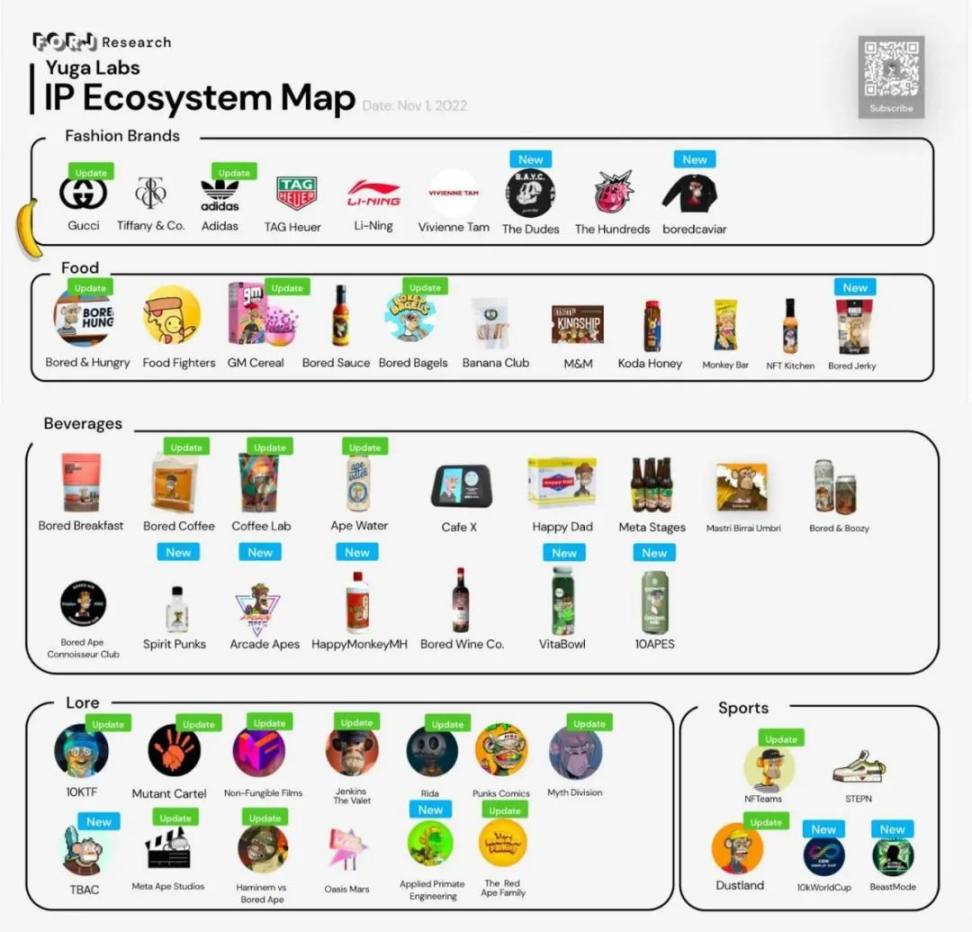 FORJ Research
Yuga Labs
IP Ecosystem Map Date: Nov 1, 2022
Subscribe
Fashion Brands
Update
Update
New
New
adidas
TAG
HEUER
LI-NING
VIVIENNE TAM
B.A.Y.C.
Gucci Tiffany & Co. Adidas TAG Heuer Li-Ning Vivienne Tam The Dudes The Hundreds boredcaviar
Food
Update
Update
Update
New
BORE
HUNG
gm
BAGELS
KINGSHIP
Bored & Hungry Food Fighters GM Cereal Bored Sauce Bored Bagels Banana Club M&M Koda Honey Monkey Bar NFT Kitchen Bored Jerky
Beverages
Update
Update
Update
ape
water
Happy Dad
Bored Breakfast Bored Coffee Coffee Lab Ape Water Cafe X Happy Dad Meta Stages Mastri Birrai Umbri Bored & Boozy
New
New
New
New
New
Bored Ape
Connoisseur Club
Spirit Punks Arcade Apes HappyMonkeyMH Bored Wine Co. VitaBowl 10APES
Lore
Update
Update
Update
Update
Update
Update
10KTF Mutant Cartel Non-Fungible Films Jenkins
The Valet
Rida Punks Comics Myth Division
New
Update
Update
New
Update
TBAC Meta Ape Studios Haminem vs
Bored Ape
Oasis Mars Applied Primate
Engineering
The Red
Ape Family
Sports
Update
NFTeams STEPN
Update
New
New
Dustland 10kWorldCup BeastMode